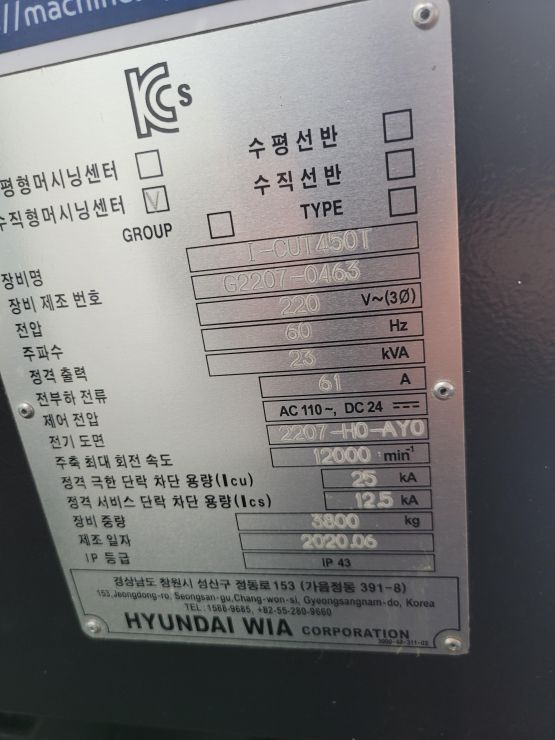 //machine
KCs
수평선반
평형머시닝센터
수직선반
수직형머시닝센터 V
TYPE
GROUP
장비명 I-CUT450T
장비 제조 번호 G2207-0463
전압 220 V~(3Ø)
주파수 60 Hz
정격 출력 23 kVA
전부하 전류 61 A
제어 전압 AC 110~, DC 24
전기 도면 2207-H0-AY0
주축 최대 회전 속도 12000 min⁻¹
정격 극한 단락 차단 용량(Icu) 25 kA
정격 서비스 단락 차단 용량(Ics) 12.5 kA
장비 중량 3800 kg
제조 일자 2020.06
IP 등급 IP 43
경상남도 창원시 성산구 정동로 153 (가음정동 391-8)
153,Jeongdong-ro, Seongsan-gu,Chang-won-si, Gyeongsangnam-do, Korea
TEL : 1588-9685, +82-55-280-9660
HYUNDAI WIA CORPORATION